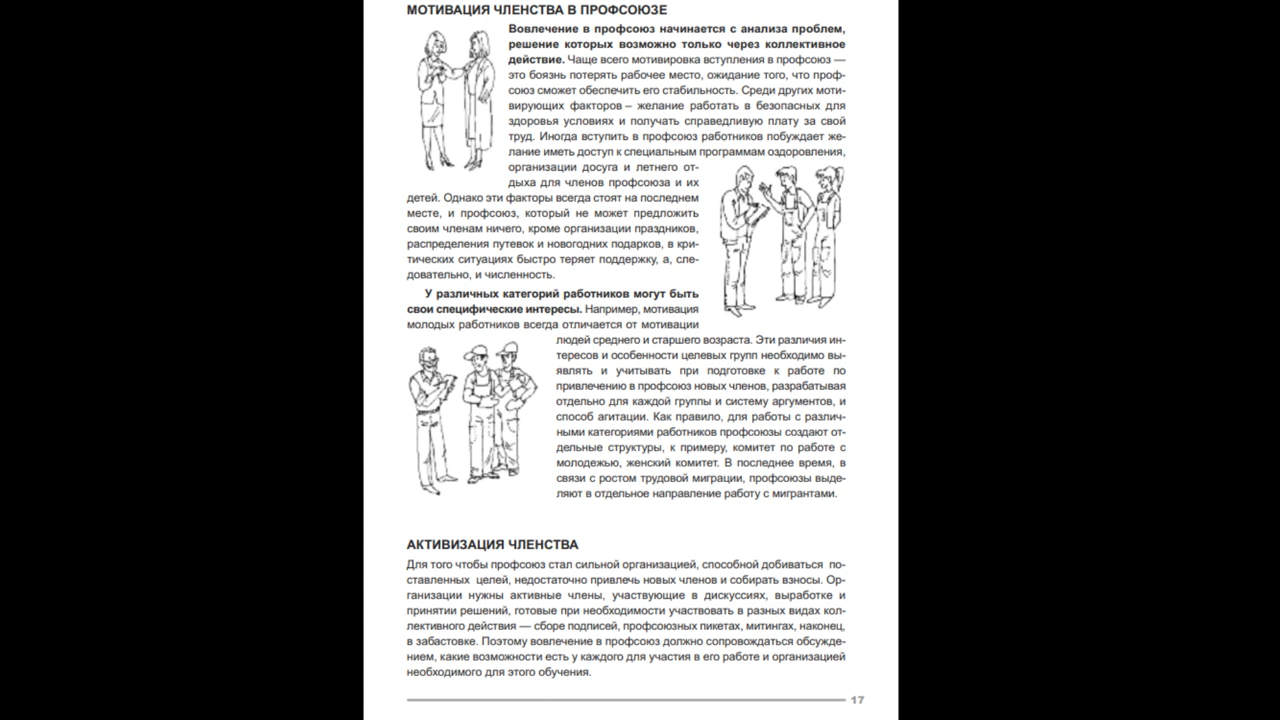 МОТИВАЦИЯ ЧЛЕНСТВА В ПРОФСОЮЗЕ
Вовлечение в профсоюз начинается с анализа проблем,
решение которых возможно только через коллективное
действие. Чаще всего мотивировка вступления в профсоюз —
это боязнь потерять рабочее место, ожидание того, что проф-
союз сможет обеспечить его стабильность. Среди других моти-
вирующих факторов – желание работать в безопасных для
здоровья условиях и получать справедливую плату за свой
труд. Иногда вступить в профсоюз работников побуждает же-
лание иметь доступ к специальным программам оздоровления,
организации досуга и летнего от-
дыха для членов профсоюза и их
детей. Однако эти факторы всегда стоят на последнем
месте, и профсоюз, который не может предложить
своим членам ничего, кроме организации праздников,
распределения путевок и новогодних подарков, в кри-
тических ситуациях быстро теряет поддержку, а, сле-
довательно, и численность.
У различных категорий работников могут быть
свои специфические интересы. Например, мотивация
молодых работников всегда отличается от мотивации
людей среднего и старшего возраста. Эти различия ин-
тересов и особенности целевых групп необходимо вы-
являть и учитывать при подготовке к работе по
привлечению в профсоюз новых членов, разрабатывая
отдельно для каждой группы и систему аргументов, и
способ агитации. Как правило, для работы с различ-
ными категориями работников профсоюзы создают от-
дельные структуры, к примеру, комитет по работе с
молодежью, женский комитет. В последнее время, в
связи с ростом трудовой миграции, профсоюзы выде-
ляют в отдельное направление работу с мигрантами.
АКТИВИЗАЦИЯ ЧЛЕНСТВА
Для того чтобы профсоюз стал сильной организацией, способной добиваться по-
ставленных целей, недостаточно привлечь новых членов и собирать взносы. Ор-
ганизации нужны активные члены, участвующие в дискуссиях, выработке и
принятии решений, готовые при необходимости участвовать в разных видах кол-
лективного действия — сборе подписей, профсоюзных пикетах, митингах, наконец,
в забастовке. Поэтому вовлечение в профсоюз должно сопровождаться обсужде-
нием, какие возможности есть у каждого для участия в его работе и организацией
необходимого для этого обучения.
17